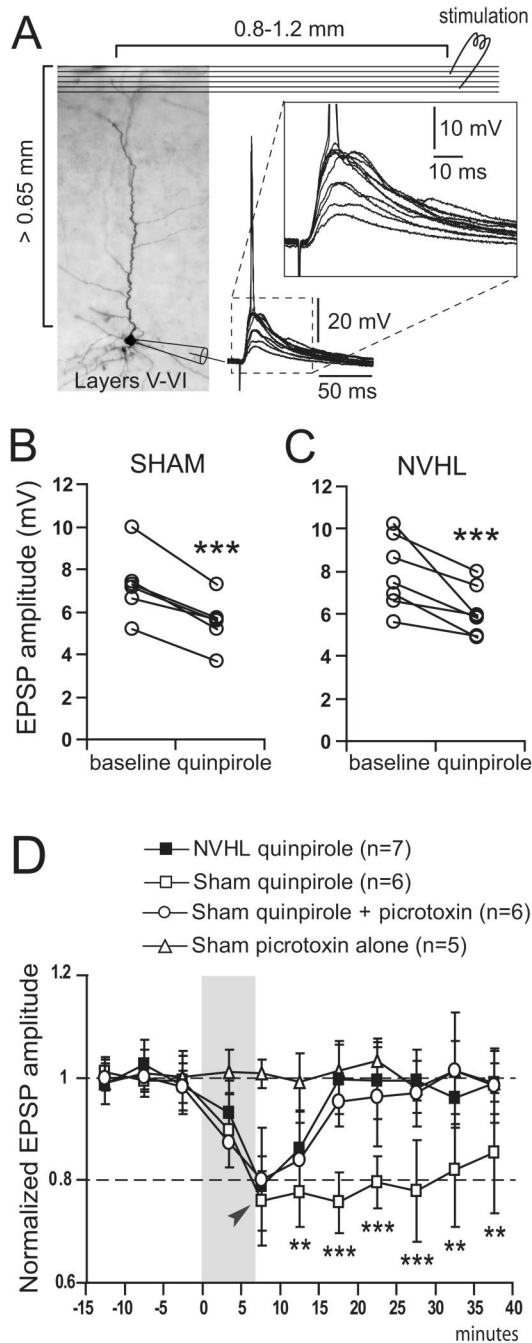 A
stimulation
0.8-1.2 mm
> 0.65 mm
10 mV
10 ms
20 mV
50 ms
Layers V-VI
B
SHAM
EPSP amplitude (mV)
12
10
8
6
4
2
0
***
baseline quinpirole
C
NVHL
12
10
8
6
4
2
0
***
baseline quinpirole
D
NVHL quinpirole (n=7)
Sham quinpirole (n=6)
Sham quinpirole + picrotoxin (n=6)
Sham picrotoxin alone (n=5)
Normalized EPSP amplitude
1.2
1
0.8
0.6
** *** *** *** ** **
-15 -10 -5 0 5 10 15 20 25 30 35 40
minutes